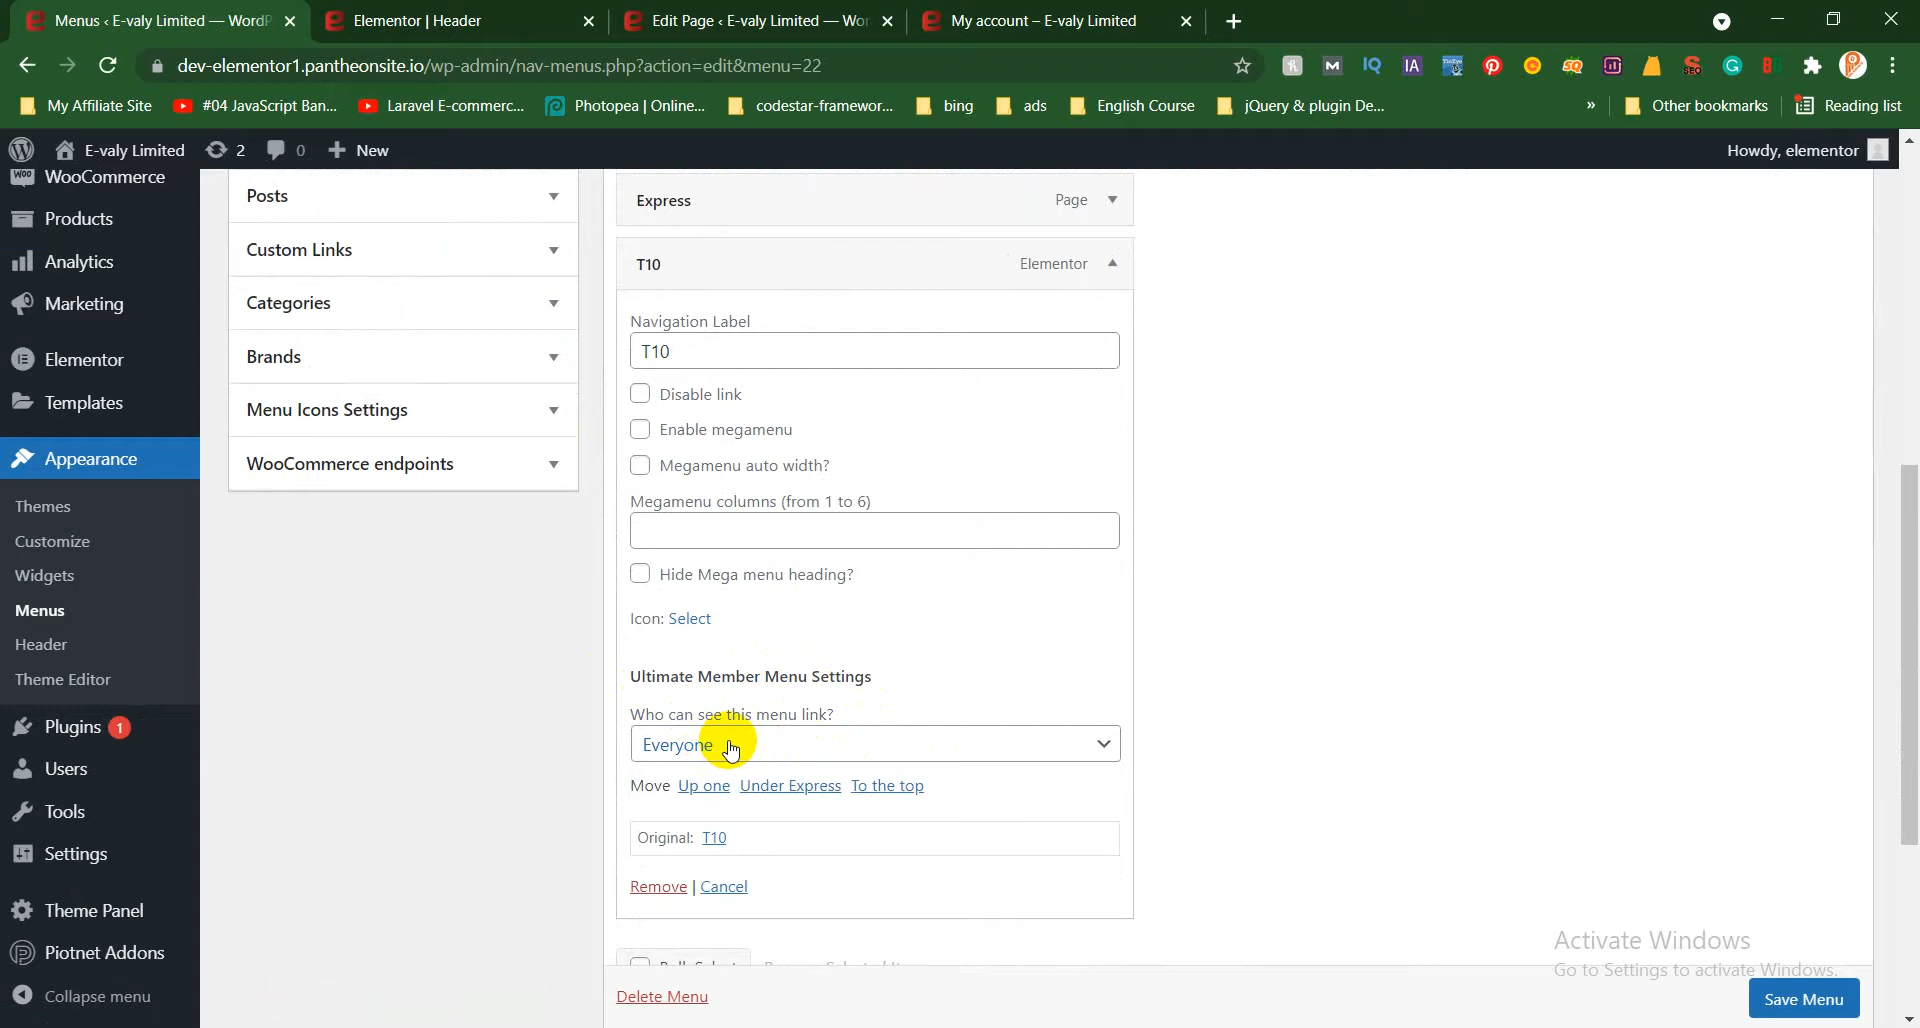 Menus ‹ E-valy Limited — WordP
Elementor | Header
Edit Page ‹ E-valy Limited — Wor
My account – E-valy Limited
dev-elementor1.pantheonsite.io/wp-admin/nav-menus.php?action=edit&menu=22
My Affiliate Site
#04 JavaScript Ban...
Laravel E-commerc...
Photopea | Online...
codestar-framewor...
bing
ads
English Course
jQuery & plugin De...
»
Other bookmarks
Reading list
E-valy Limited
2
0
New
Howdy, elementor
WooCommerce
Products
Analytics
Marketing
Elementor
Templates
Appearance
Themes
Customize
Widgets
Menus
Header
Theme Editor
Plugins 1
Users
Tools
Settings
Theme Panel
Piotnet Addons
Collapse menu
Posts
Custom Links
Categories
Brands
Menu Icons Settings
WooCommerce endpoints
Express
Page
T10
Elementor
Navigation Label
T10
Disable link
Enable megamenu
Megamenu auto width?
Megamenu columns (from 1 to 6)
Hide Mega menu heading?
Icon: Select
Ultimate Member Menu Settings
Who can see this menu link?
Everyone
Move Up one Under Express To the top
Original: T10
Remove | Cancel
Delete Menu
Activate Windows
Go to Settings to activate Windows.
Save Menu